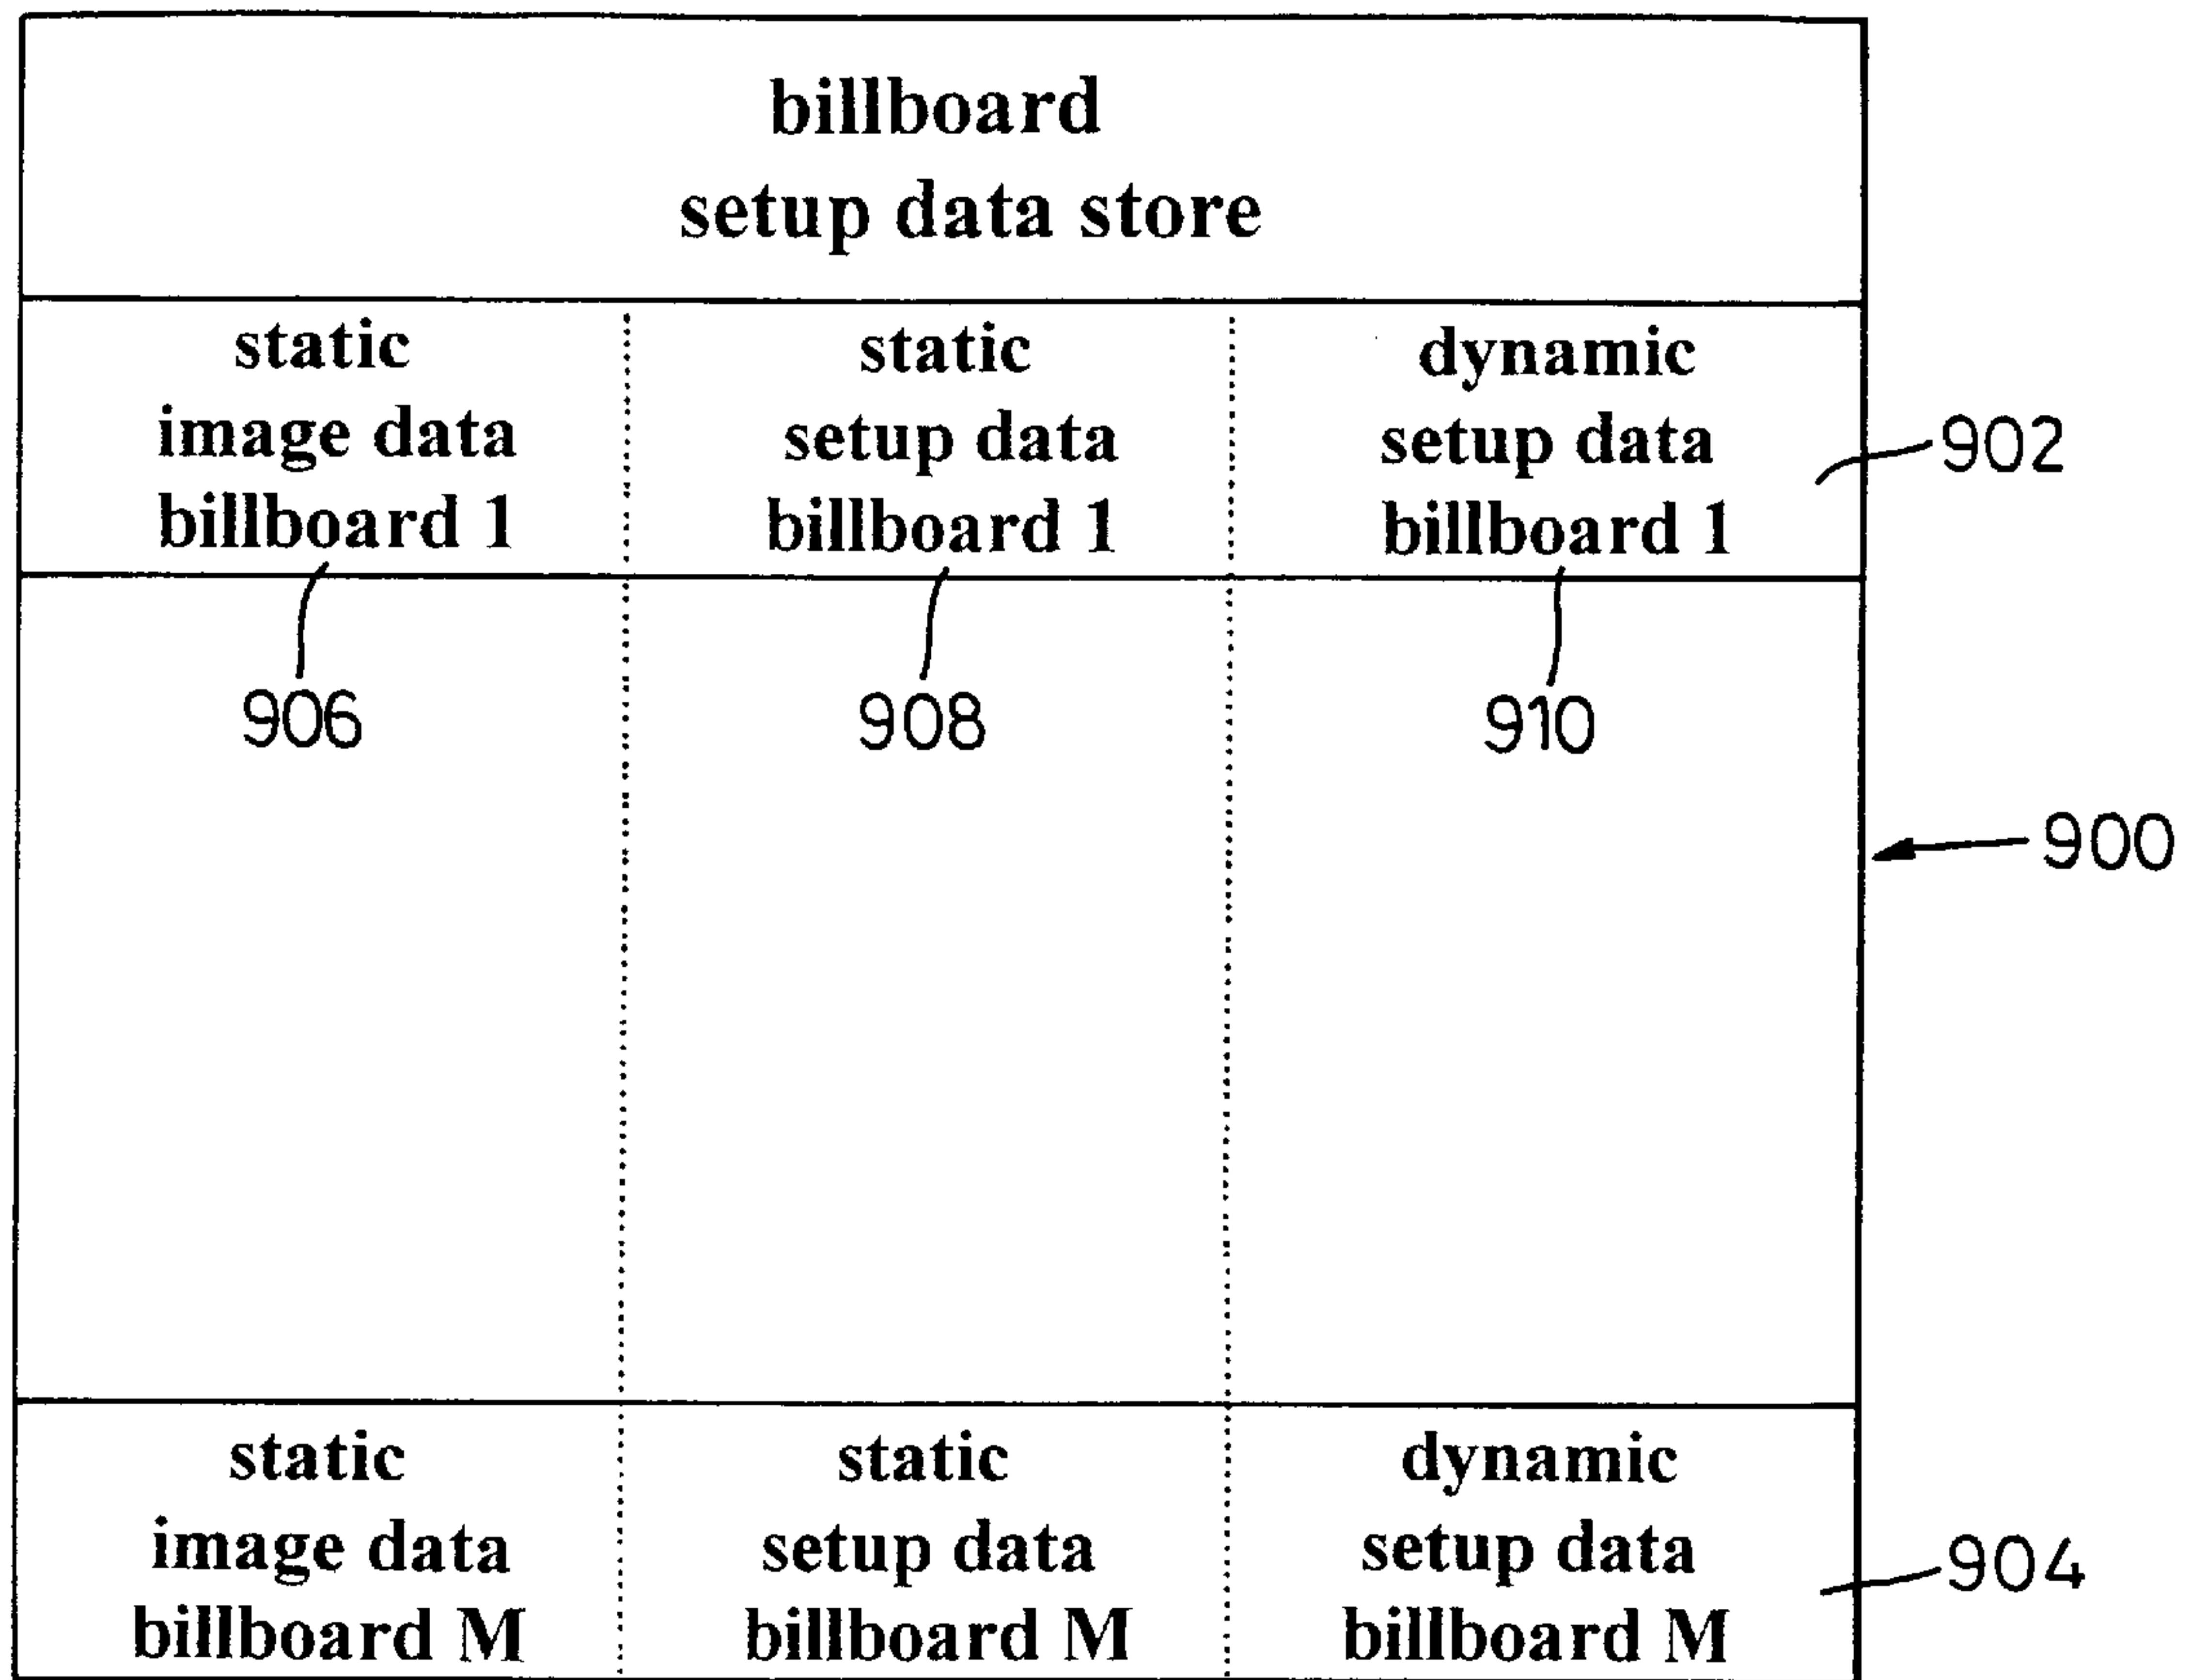 billboard
setup data store
static
image data
billboard 1
static
setup data
billboard 1
dynamic
setup data
billboard 1
902
906
908
910
900
static
image data
billboard M
static
setup data
billboard M
dynamic
setup data
billboard M
904